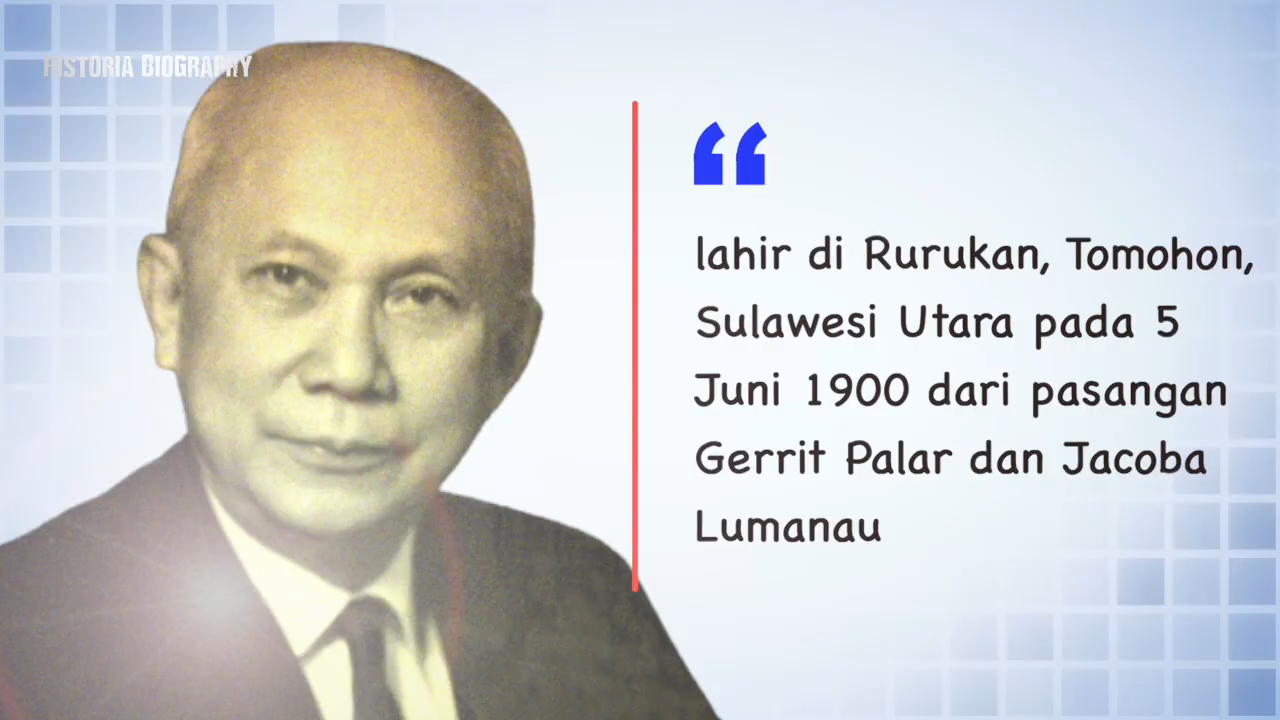 HISTORIA BIOGRAPHY
lahir di Rurukan, Tomohon,
Sulawesi Utara pada 5
Juni 1900 dari pasangan
Gerrit Palar dan Jacoba
Lumanau